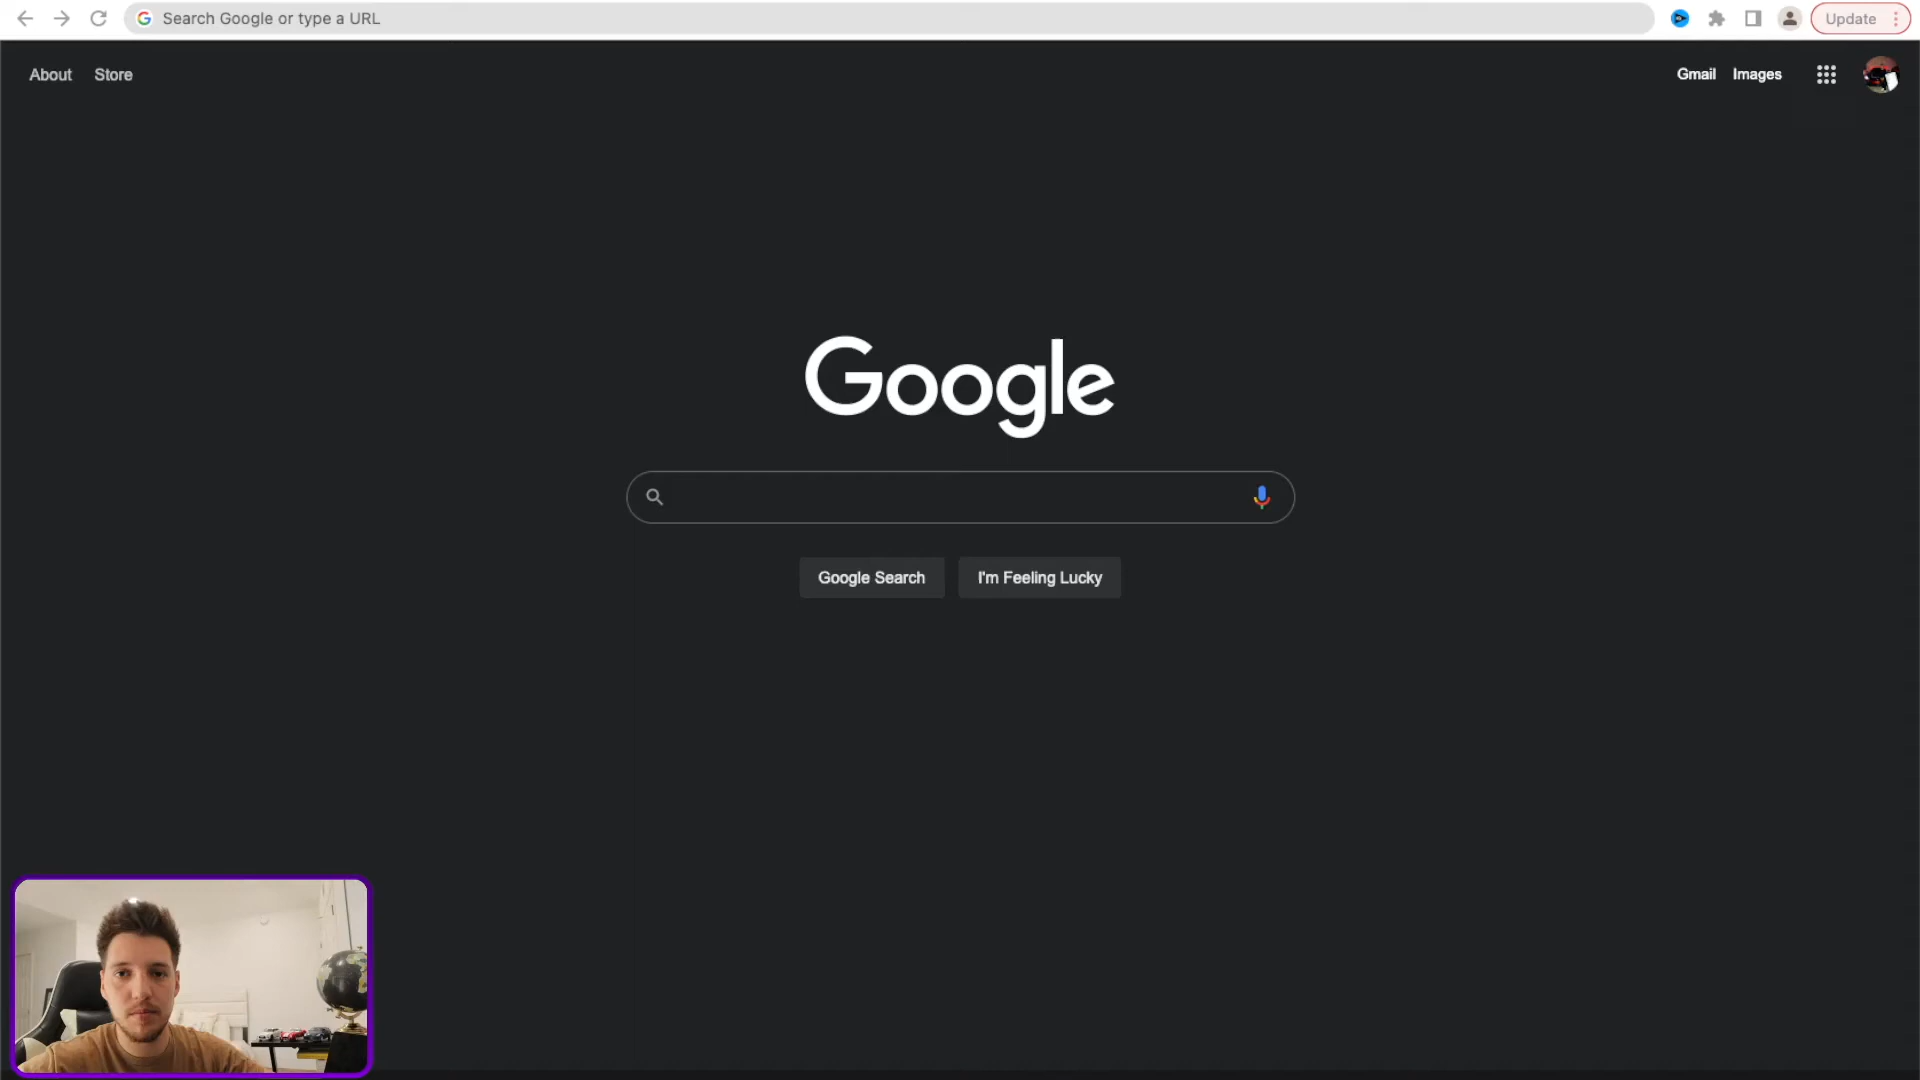 Search Google or type a URL
Update
About Store
Gmail Images
Google
Google Search I'm Feeling Lucky